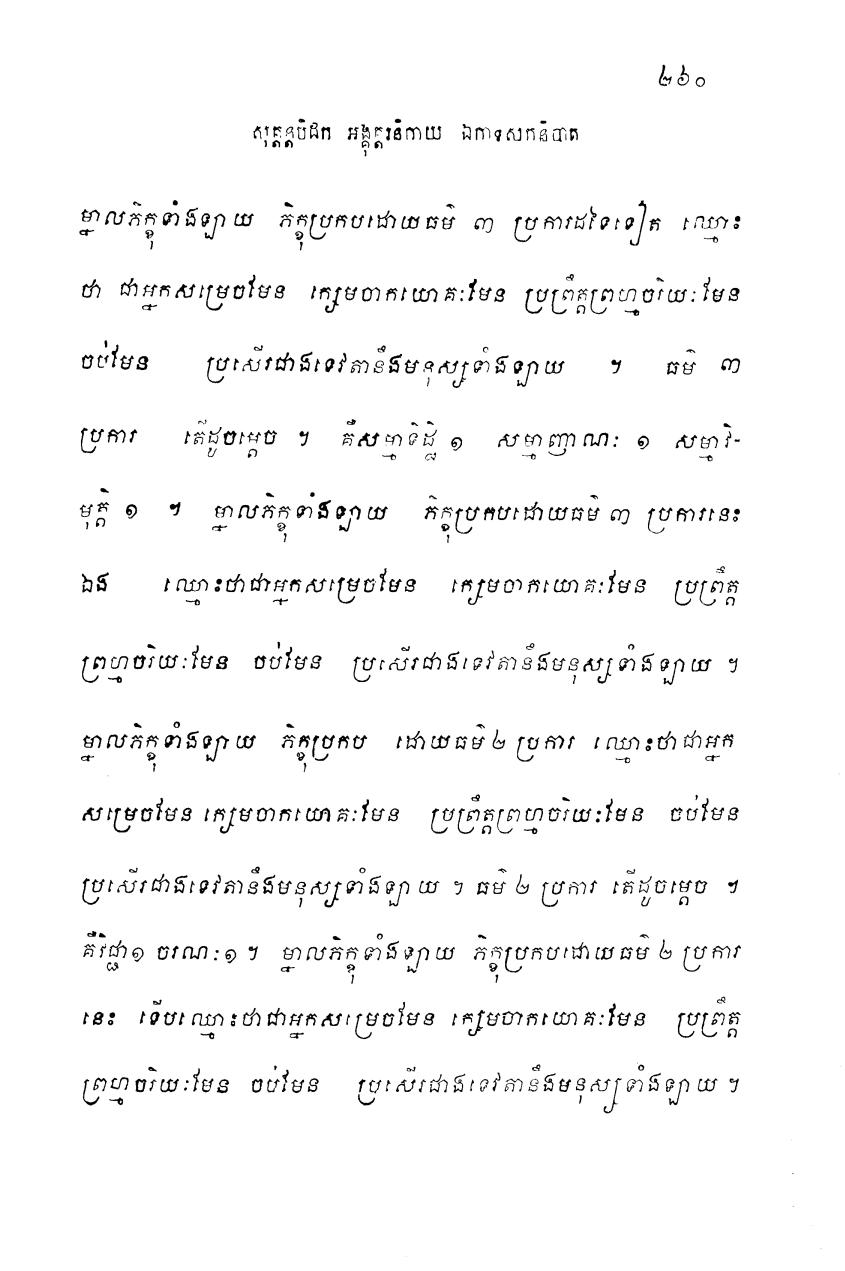 ២៦០
សុត្តន្តបិដក អង្គុត្តរនិកាយ ឯកាទសកនិបាត
ម្នាលភិក្ខុទាំងឡាយ ភិក្ខុប្រកបដោយធម៌ ៣ ប្រការដទៃទៀត ឈ្មោះ
ថា ជាអ្នកសម្រេចមែន ក្សេមចាកយោគៈមែន ប្រព្រឹត្តព្រហ្មចរិយៈមែន
ចប់មែន ប្រសើរជាងទេវតានឹងមនុស្សទាំងឡាយ ។ ធម៌ ៣
ប្រការ តើដូចម្តេច ។ គឺសម្មាទិដ្ឋិ ១ សម្មាញាណៈ ១ សម្មាវិ-
មុត្តិ ១ ។ ម្នាលភិក្ខុទាំងឡាយ ភិក្ខុប្រកបដោយធម៌ ៣ ប្រការនេះ
ឯង ឈ្មោះថាជាអ្នកសម្រេចមែន ក្សេមចាកយោគៈមែន ប្រព្រឹត្ត
ព្រហ្មចរិយៈមែន ចប់មែន ប្រសើរជាងទេវតានឹងមនុស្សទាំងឡាយ ។
ម្នាលភិក្ខុទាំងឡាយ ភិក្ខុប្រកប ដោយធម៌ ២ ប្រការ ឈ្មោះថាជាអ្នក
សម្រេចមែន ក្សេមចាកយោគៈមែន ប្រព្រឹត្តព្រហ្មចរិយៈមែន ចប់មែន
ប្រសើរជាងទេវតានឹងមនុស្សទាំងឡាយ ។ ធម៌ ២ ប្រការ តើដូចម្តេច ។
គឺវិជ្ជា ១ ចរណៈ ១ ។ ម្នាលភិក្ខុទាំងឡាយ ភិក្ខុប្រកបដោយធម៌ ២ ប្រការ
នេះ ទើបឈ្មោះថាជាអ្នកសម្រេចមែន ក្សេមចាកយោគៈមែន ប្រព្រឹត្ត
ព្រហ្មចរិយៈមែន ចប់មែន ប្រសើរជាងទេវតានឹងមនុស្សទាំងឡាយ ។